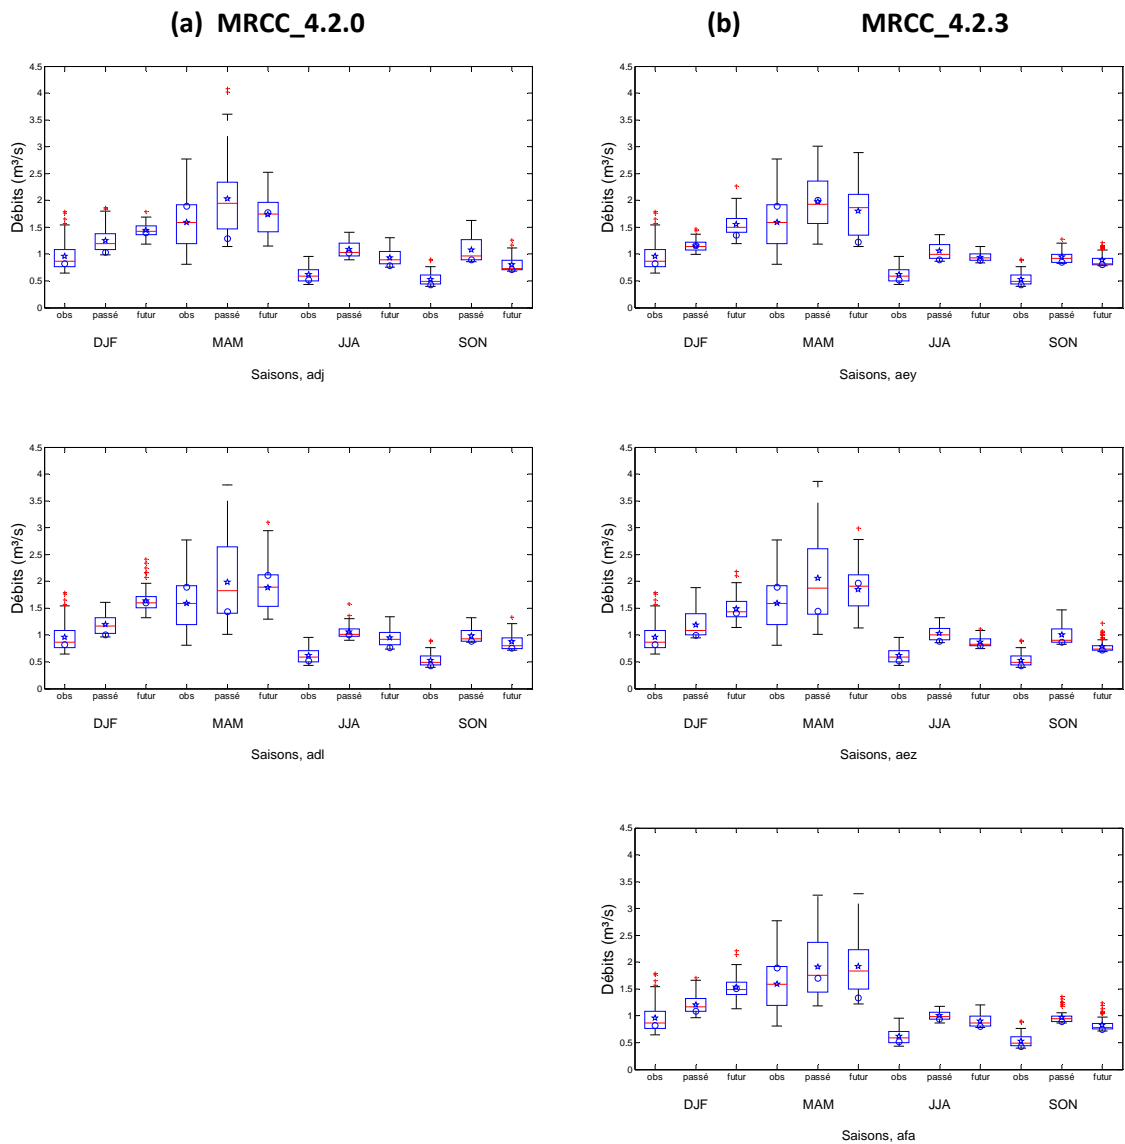 (a) MRCC_4.2.0
(b) MRCC_4.2.3
Débits (m³/s)
4.5
4
3.5
3
2.5
2
1.5
1
0.5
0
obs passé futur obs passé futur obs passé futur obs passé futur
DJF MAM JJA SON
Saisons, adj
Débits (m³/s)
4.5
4
3.5
3
2.5
2
1.5
1
0.5
0
obs passé futur obs passé futur obs passé futur obs passé futur
DJF MAM JJA SON
Saisons, aey
Débits (m³/s)
4.5
4
3.5
3
2.5
2
1.5
1
0.5
0
obs passé futur obs passé futur obs passé futur obs passé futur
DJF MAM JJA SON
Saisons, adl
Débits (m³/s)
4.5
4
3.5
3
2.5
2
1.5
1
0.5
0
obs passé futur obs passé futur obs passé futur obs passé futur
DJF MAM JJA SON
Saisons, aez
Débits (m³/s)
4.5
4
3.5
3
2.5
2
1.5
1
0.5
0
obs passé futur obs passé futur obs passé futur obs passé futur
DJF MAM JJA SON
Saisons, afa